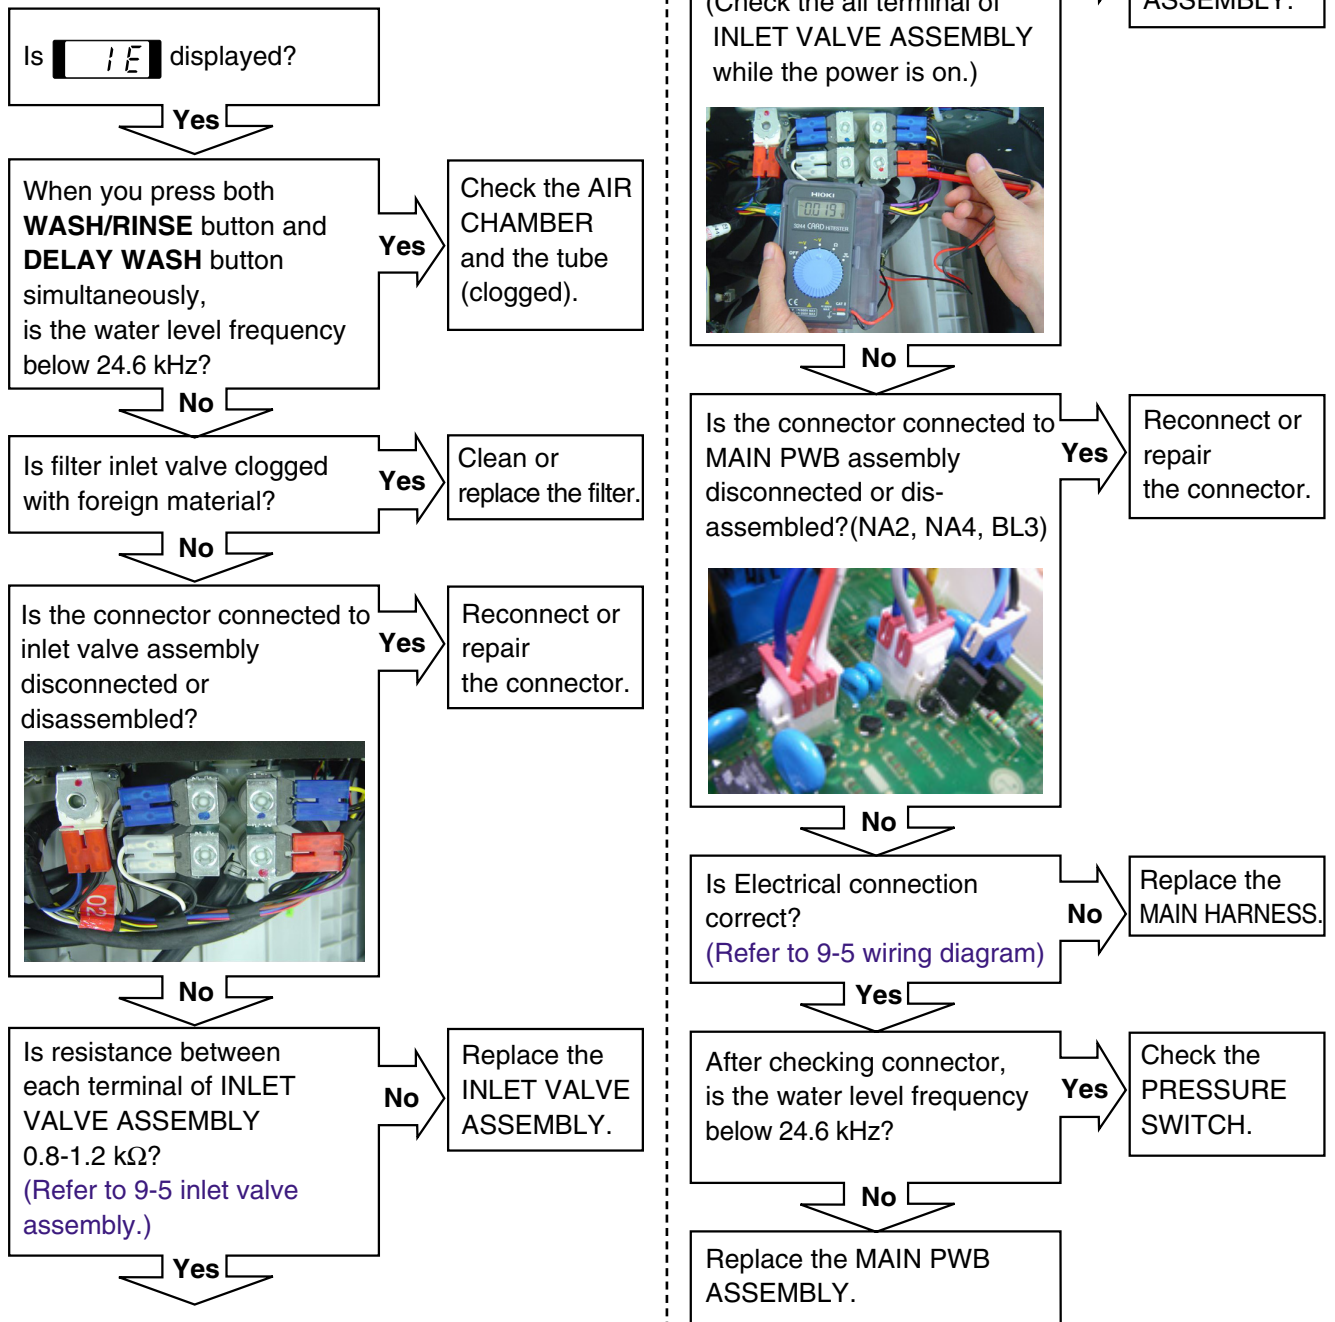 Is 1E displayed?
Yes
When you press both
WASH/RINSE button and
DELAY WASH button
simultaneously,
is the water level frequency
below 24.6 kHz?
Yes
Check the AIR
CHAMBER
and the tube
(clogged).
No
Is filter inlet valve clogged
with foreign material?
Yes
Clean or
replace the filter.
No
Is the connector connected to
inlet valve assembly
disconnected or
disassembled?
Yes
Reconnect or
repair
the connector.
02
No
Is resistance between
each terminal of INLET
VALVE ASSEMBLY
0.8-1.2 kΩ?
(Refer to 9-5 inlet valve
assembly.)
No
Replace the
INLET VALVE
ASSEMBLY.
Yes
(Check the all terminal of
INLET VALVE ASSEMBLY
while the power is on.)
ASSEMBLY.
HIOKI
0.019
3244 CARD HiTESTER
OFF
No
Is the connector connected to
MAIN PWB assembly
disconnected or dis-
assembled?(NA2, NA4, BL3)
Yes
Reconnect or
repair
the connector.
No
Is Electrical connection
correct?
(Refer to 9-5 wiring diagram)
No
Replace the
MAIN HARNESS.
Yes
After checking connector,
is the water level frequency
below 24.6 kHz?
Yes
Check the
PRESSURE
SWITCH.
No
Replace the MAIN PWB
ASSEMBLY.